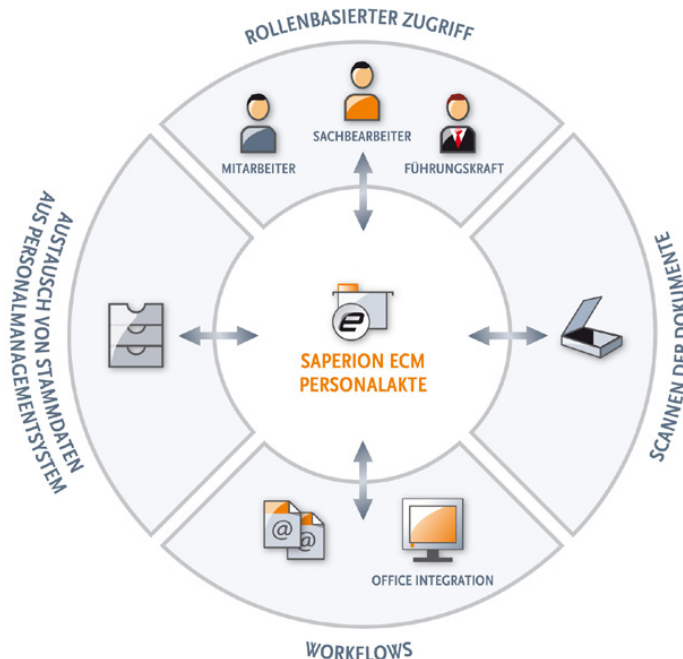 ROLLENBASIERTER ZUGRIFF
MITARBEITER
SACHBEARBEITER
FÜHRUNGSKRAFT
AUSTAUSCH VON STAMMDATEN
AUS PERSONALMANAGEMENTSYSTEM
e
SAPERION ECM
PERSONALAKTE
SCANNEN DER DOKUMENTE
@
@
OFFICE INTEGRATION
WORKFLOWS